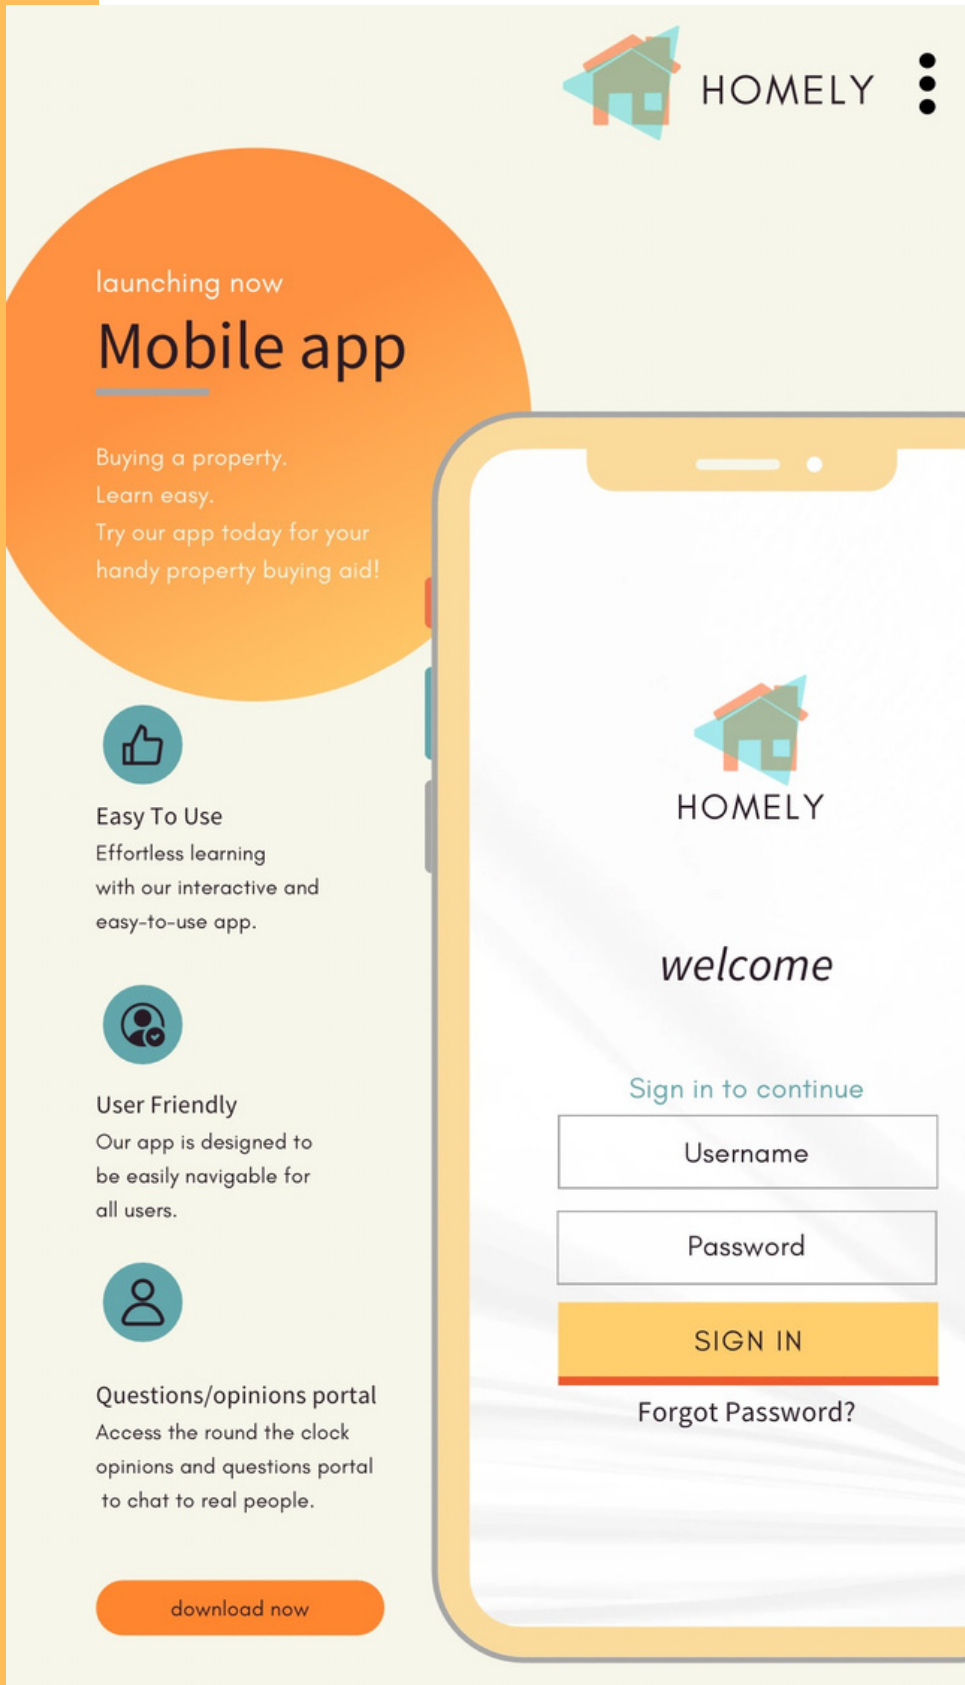 HOMELY
launching now
Mobile app
Buying a property.
Learn easy.
Try our app today for your
handy property buying aid!
Easy To Use
Effortless learning
with our interactive and
easy-to-use app.
User Friendly
Our app is designed to
be easily navigable for
all users.
Questions/opinions portal
Access the round the clock
opinions and questions portal
to chat to real people.
download now
HOMELY
welcome
Sign in to continue
Username
Password
SIGN IN
Forgot Password?